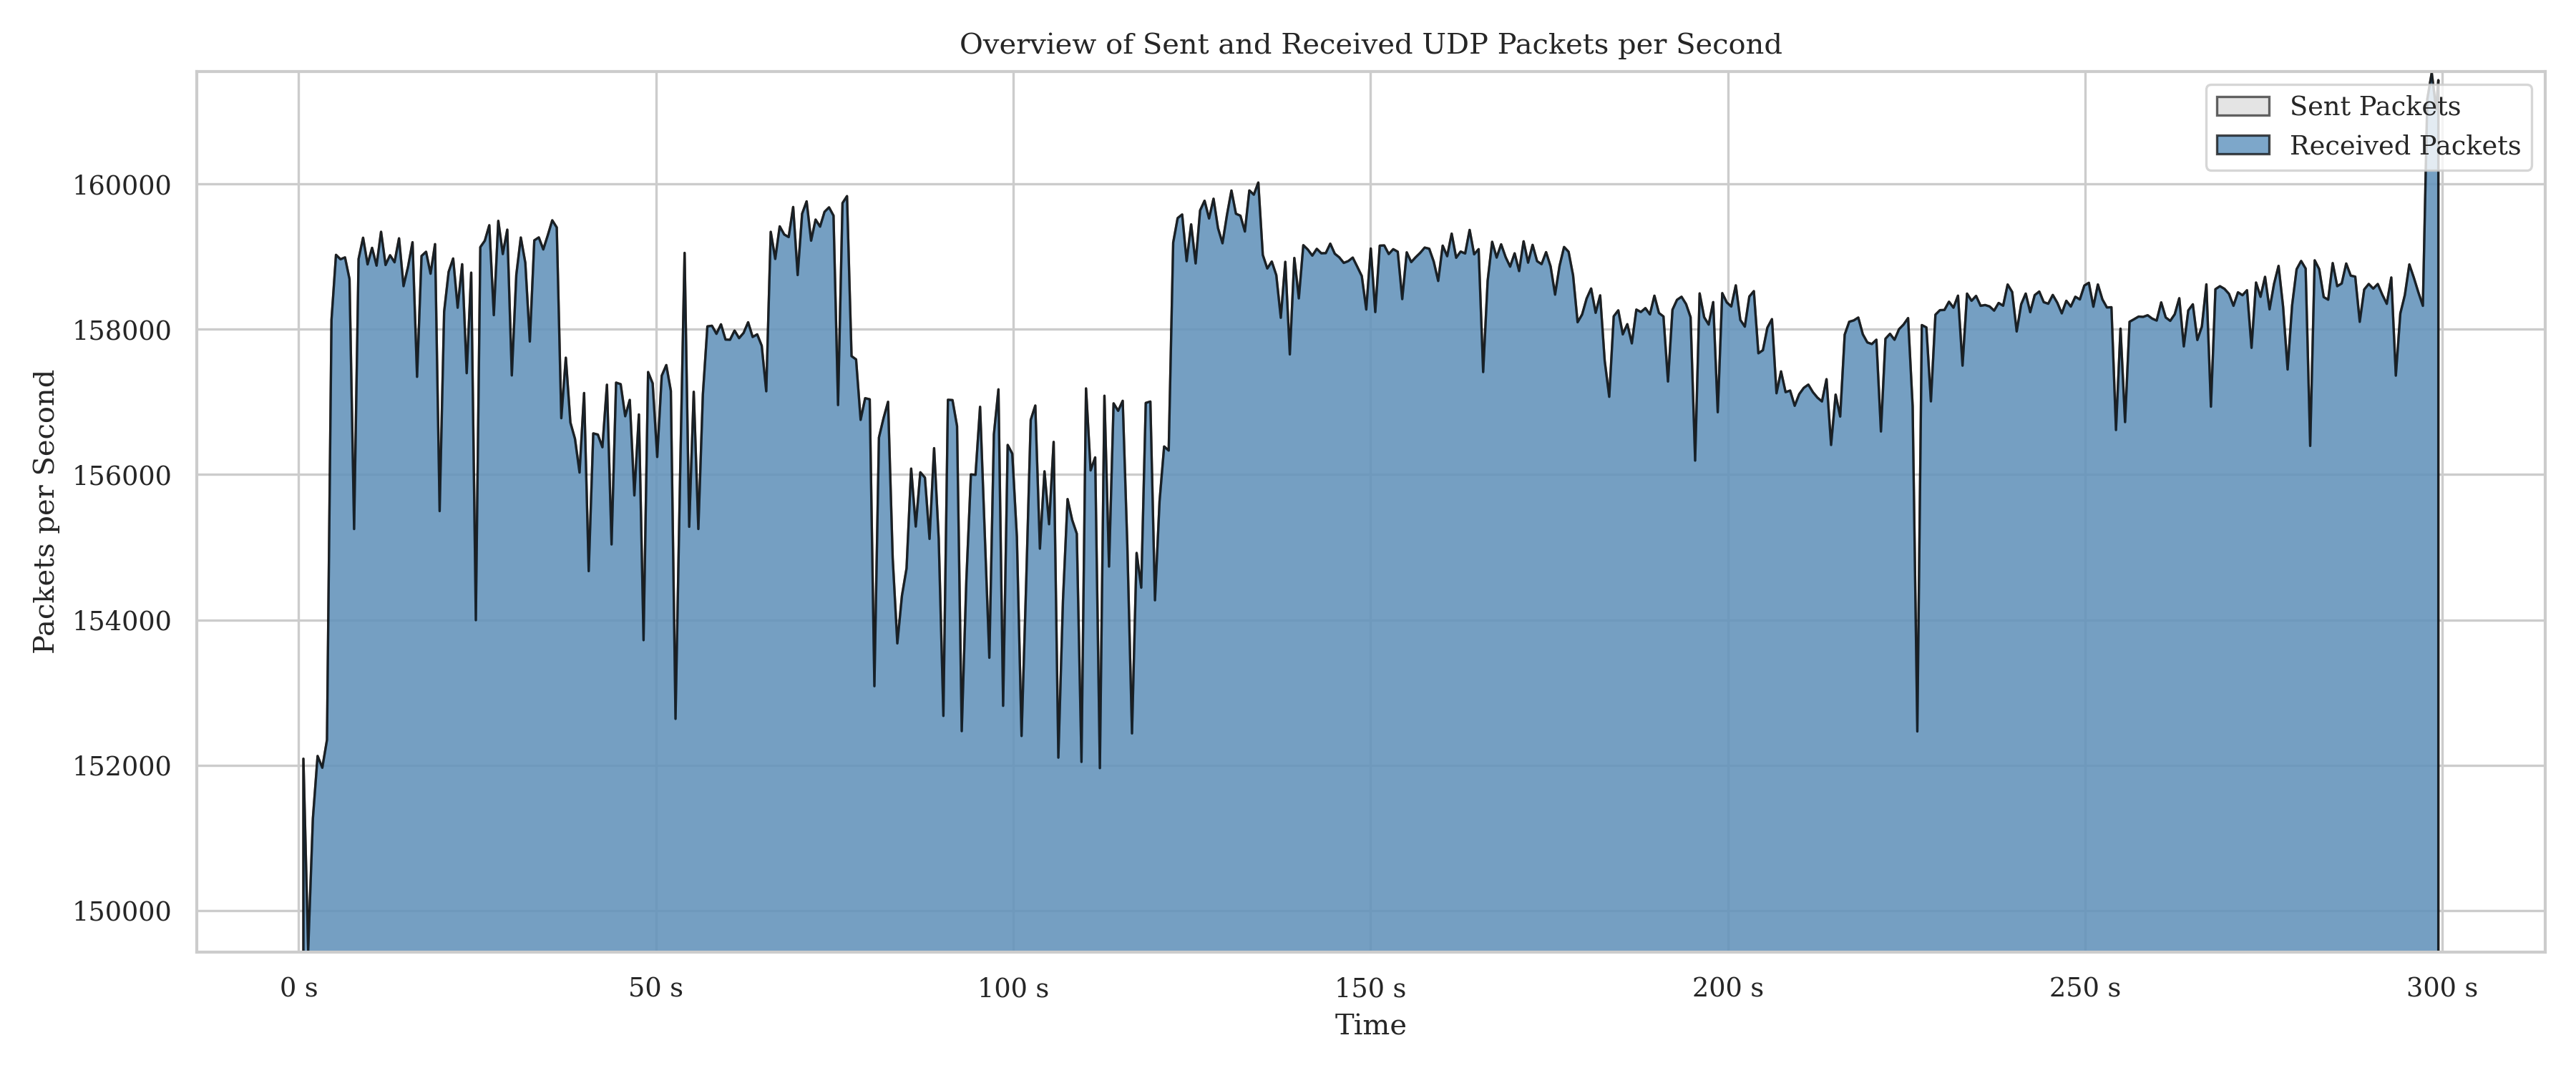 Overview of Sent and Received UDP Packets per Second
Sent Packets
Received Packets
Packets per Second
160000
158000
156000
154000
152000
150000
0 s
50 s
100 s
150 s
200 s
250 s
300 s
Time